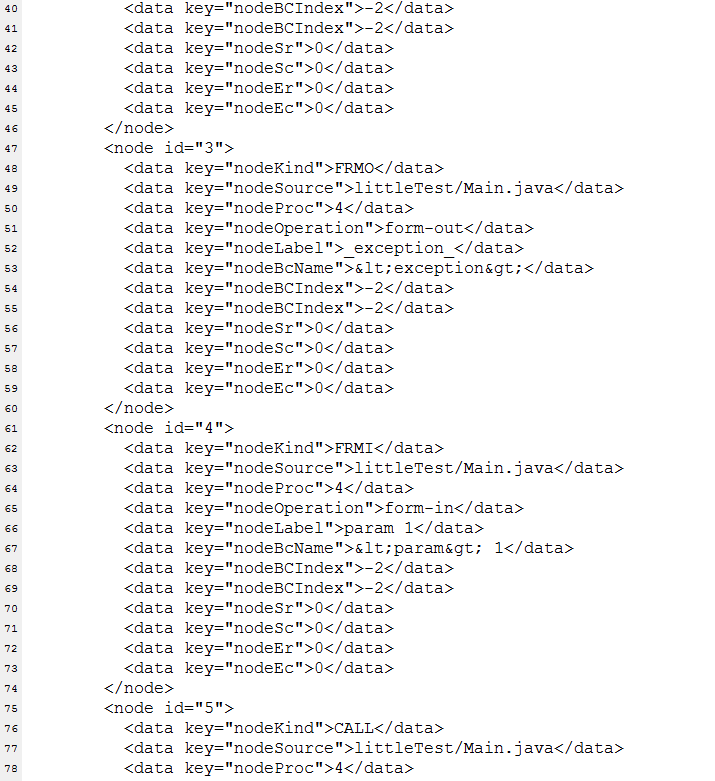 40 <data key="nodeBCIndex">-2</data>
41 <data key="nodeBCIndex">-2</data>
42 <data key="nodeSr">0</data>
43 <data key="nodeSc">0</data>
44 <data key="nodeEr">0</data>
45 <data key="nodeEc">0</data>
46 </node>
47 <node id="3">
48 <data key="nodeKind">FRMO</data>
49 <data key="nodeSource">littleTest/Main.java</data>
50 <data key="nodeProc">4</data>
51 <data key="nodeOperation">form-out</data>
52 <data key="nodeLabel">_exception_</data>
53 <data key="nodeBcName">&lt;exception&gt;</data>
54 <data key="nodeBCIndex">-2</data>
55 <data key="nodeBCIndex">-2</data>
56 <data key="nodeSr">0</data>
57 <data key="nodeSc">0</data>
58 <data key="nodeEr">0</data>
59 <data key="nodeEc">0</data>
60 </node>
61 <node id="4">
62 <data key="nodeKind">FRMI</data>
63 <data key="nodeSource">littleTest/Main.java</data>
64 <data key="nodeProc">4</data>
65 <data key="nodeOperation">form-in</data>
66 <data key="nodeLabel">param 1</data>
67 <data key="nodeBcName">&lt;param&gt; 1</data>
68 <data key="nodeBCIndex">-2</data>
69 <data key="nodeBCIndex">-2</data>
70 <data key="nodeSr">0</data>
71 <data key="nodeSc">0</data>
72 <data key="nodeEr">0</data>
73 <data key="nodeEc">0</data>
74 </node>
75 <node id="5">
76 <data key="nodeKind">CALL</data>
77 <data key="nodeSource">littleTest/Main.java</data>
78 <data key="nodeProc">4</data>